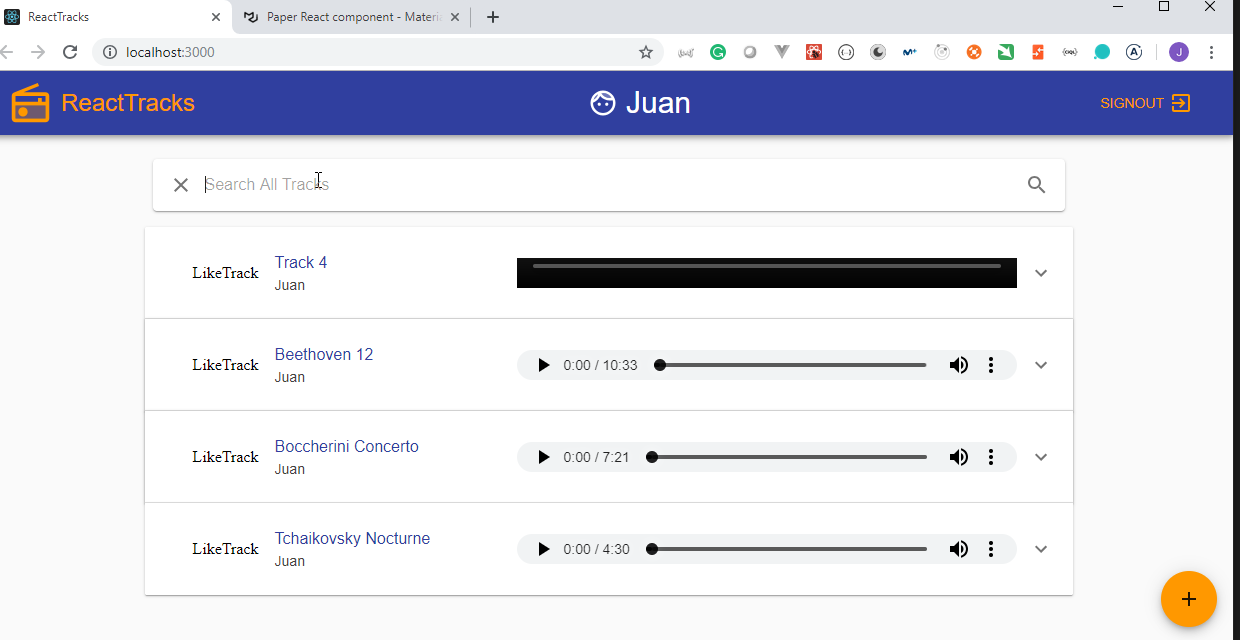 ReactTracks
Paper React component - Materi
localhost:3000
J
ReactTracks
Juan
SIGNOUT
Search All Tracks
LikeTrack
Track 4
Juan
LikeTrack
Beethoven 12
Juan
0:00 / 10:33
LikeTrack
Boccherini Concerto
Juan
0:00 / 7:21
LikeTrack
Tchaikovsky Nocturne
Juan
0:00 / 4:30